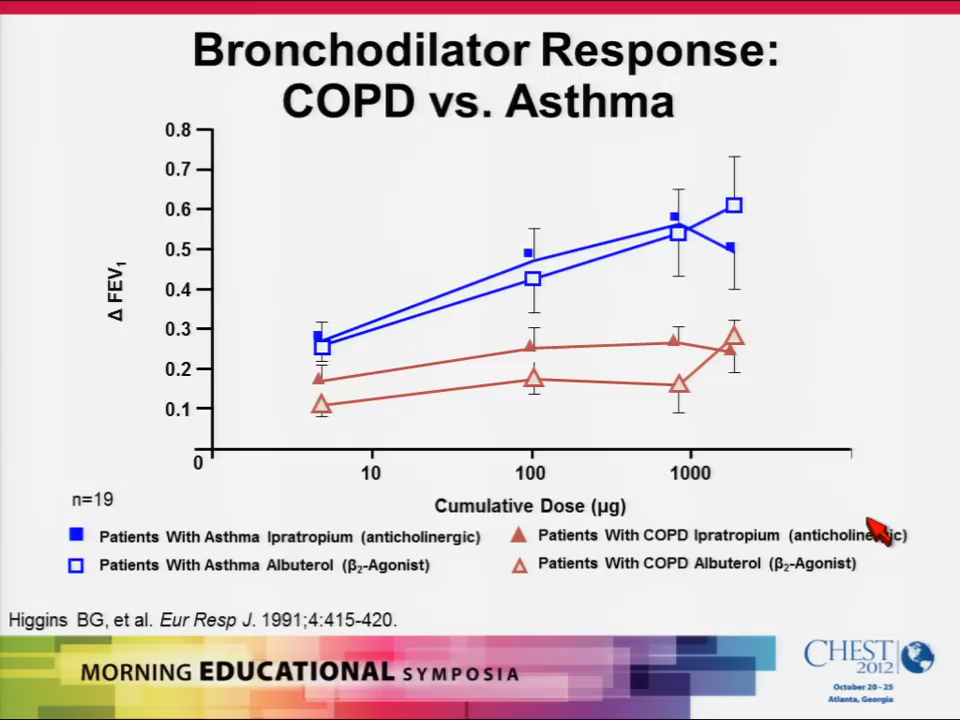 Bronchodilator Response:
COPD vs. Asthma
0.8
0.7
0.6
0.5
0.4
0.3
0.2
0.1
0
Δ FEV₁
10 100 1000
Cumulative Dose (µg)
n=19
Patients With Asthma Ipratropium (anticholinergic)
Patients With COPD Ipratropium (anticholinergic)
Patients With Asthma Albuterol (β₂-Agonist)
Patients With COPD Albuterol (β₂-Agonist)
Higgins BG, et al. Eur Resp J. 1991;4:415-420.
MORNING EDUCATIONAL SYMPOSIA
CHEST
2012
October 20 - 25
Atlanta, Georgia